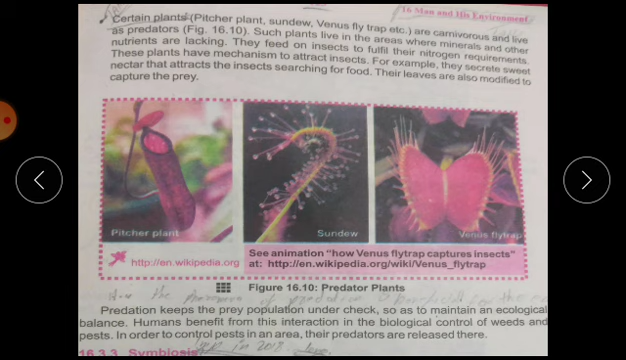 16 Man and His Environment
Certain plants (Pitcher plant, sundew, Venus fly trap etc.) are carnivorous and live
as predators (Fig. 16.10). Such plants live in the areas where minerals and other
nutrients are lacking. They feed on insects to fulfil their nitrogen requirements.
These plants have mechanism to attract insects. For example, they secrete sweet
nectar that attracts the insects searching for food. Their leaves are also modified to
capture the prey.
Pitcher plant
Sundew
Venus flytrap
http://en.wikipedia.org
See animation "how Venus flytrap captures insects"
at: http://en.wikipedia.org/wiki/Venus_flytrap
Figure 16.10: Predator Plants
the of predation for the
Predation keeps the prey population under check, so as to maintain an ecological
balance. Humans benefit from this interaction in the biological control of weeds and
pests. In order to control pests in an area, their predators are released there.
16.3.3 Symbiosis in 2018